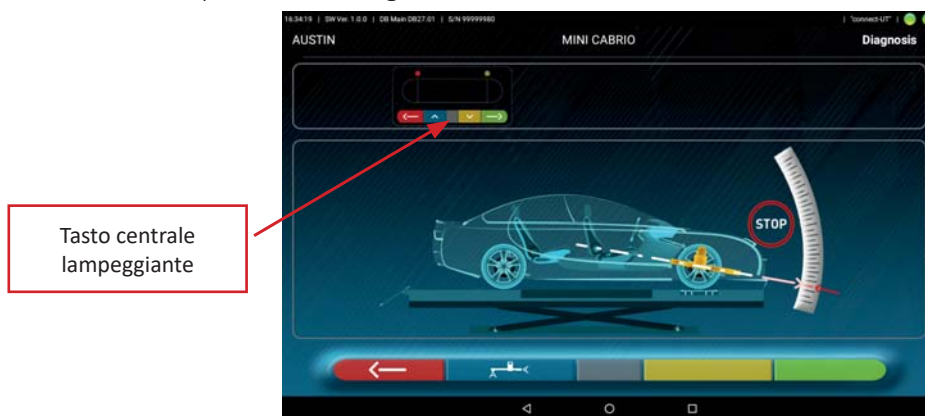 16:34:19 | SW Ver. 1.0.0 | DB Main DB27.01 | S/N 99999980 | "connect-UT" |
AUSTIN MINI CABRIO Diagnosis
STOP
Tasto centrale
lampeggiante